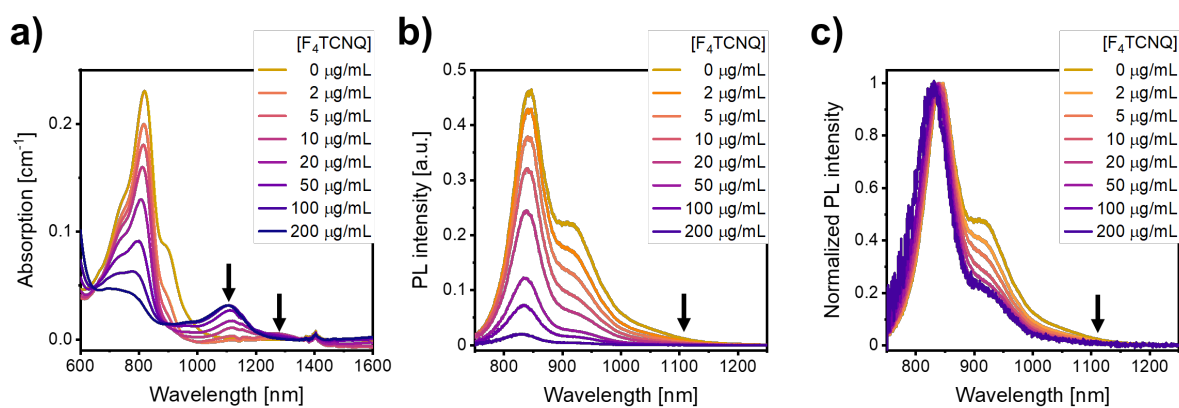 a)
[F₄TCNQ]
0 μg/mL
2 μg/mL
5 μg/mL
10 μg/mL
20 μg/mL
50 μg/mL
100 μg/mL
200 μg/mL
Absorption [cm⁻¹]
0.2
0.1
0.0
600 800 1000 1200 1400 1600
Wavelength [nm]
b)
[F₄TCNQ]
0 μg/mL
2 μg/mL
5 μg/mL
10 μg/mL
20 μg/mL
50 μg/mL
100 μg/mL
200 μg/mL
PL intensity [a.u.]
0.5
0.4
0.3
0.2
0.1
0
800 900 1000 1100 1200
Wavelength [nm]
c)
[F₄TCNQ]
0 μg/mL
2 μg/mL
5 μg/mL
10 μg/mL
20 μg/mL
50 μg/mL
100 μg/mL
200 μg/mL
Normalized PL intensity
1
0.8
0.6
0.4
0.2
0
800 900 1000 1100 1200
Wavelength [nm]